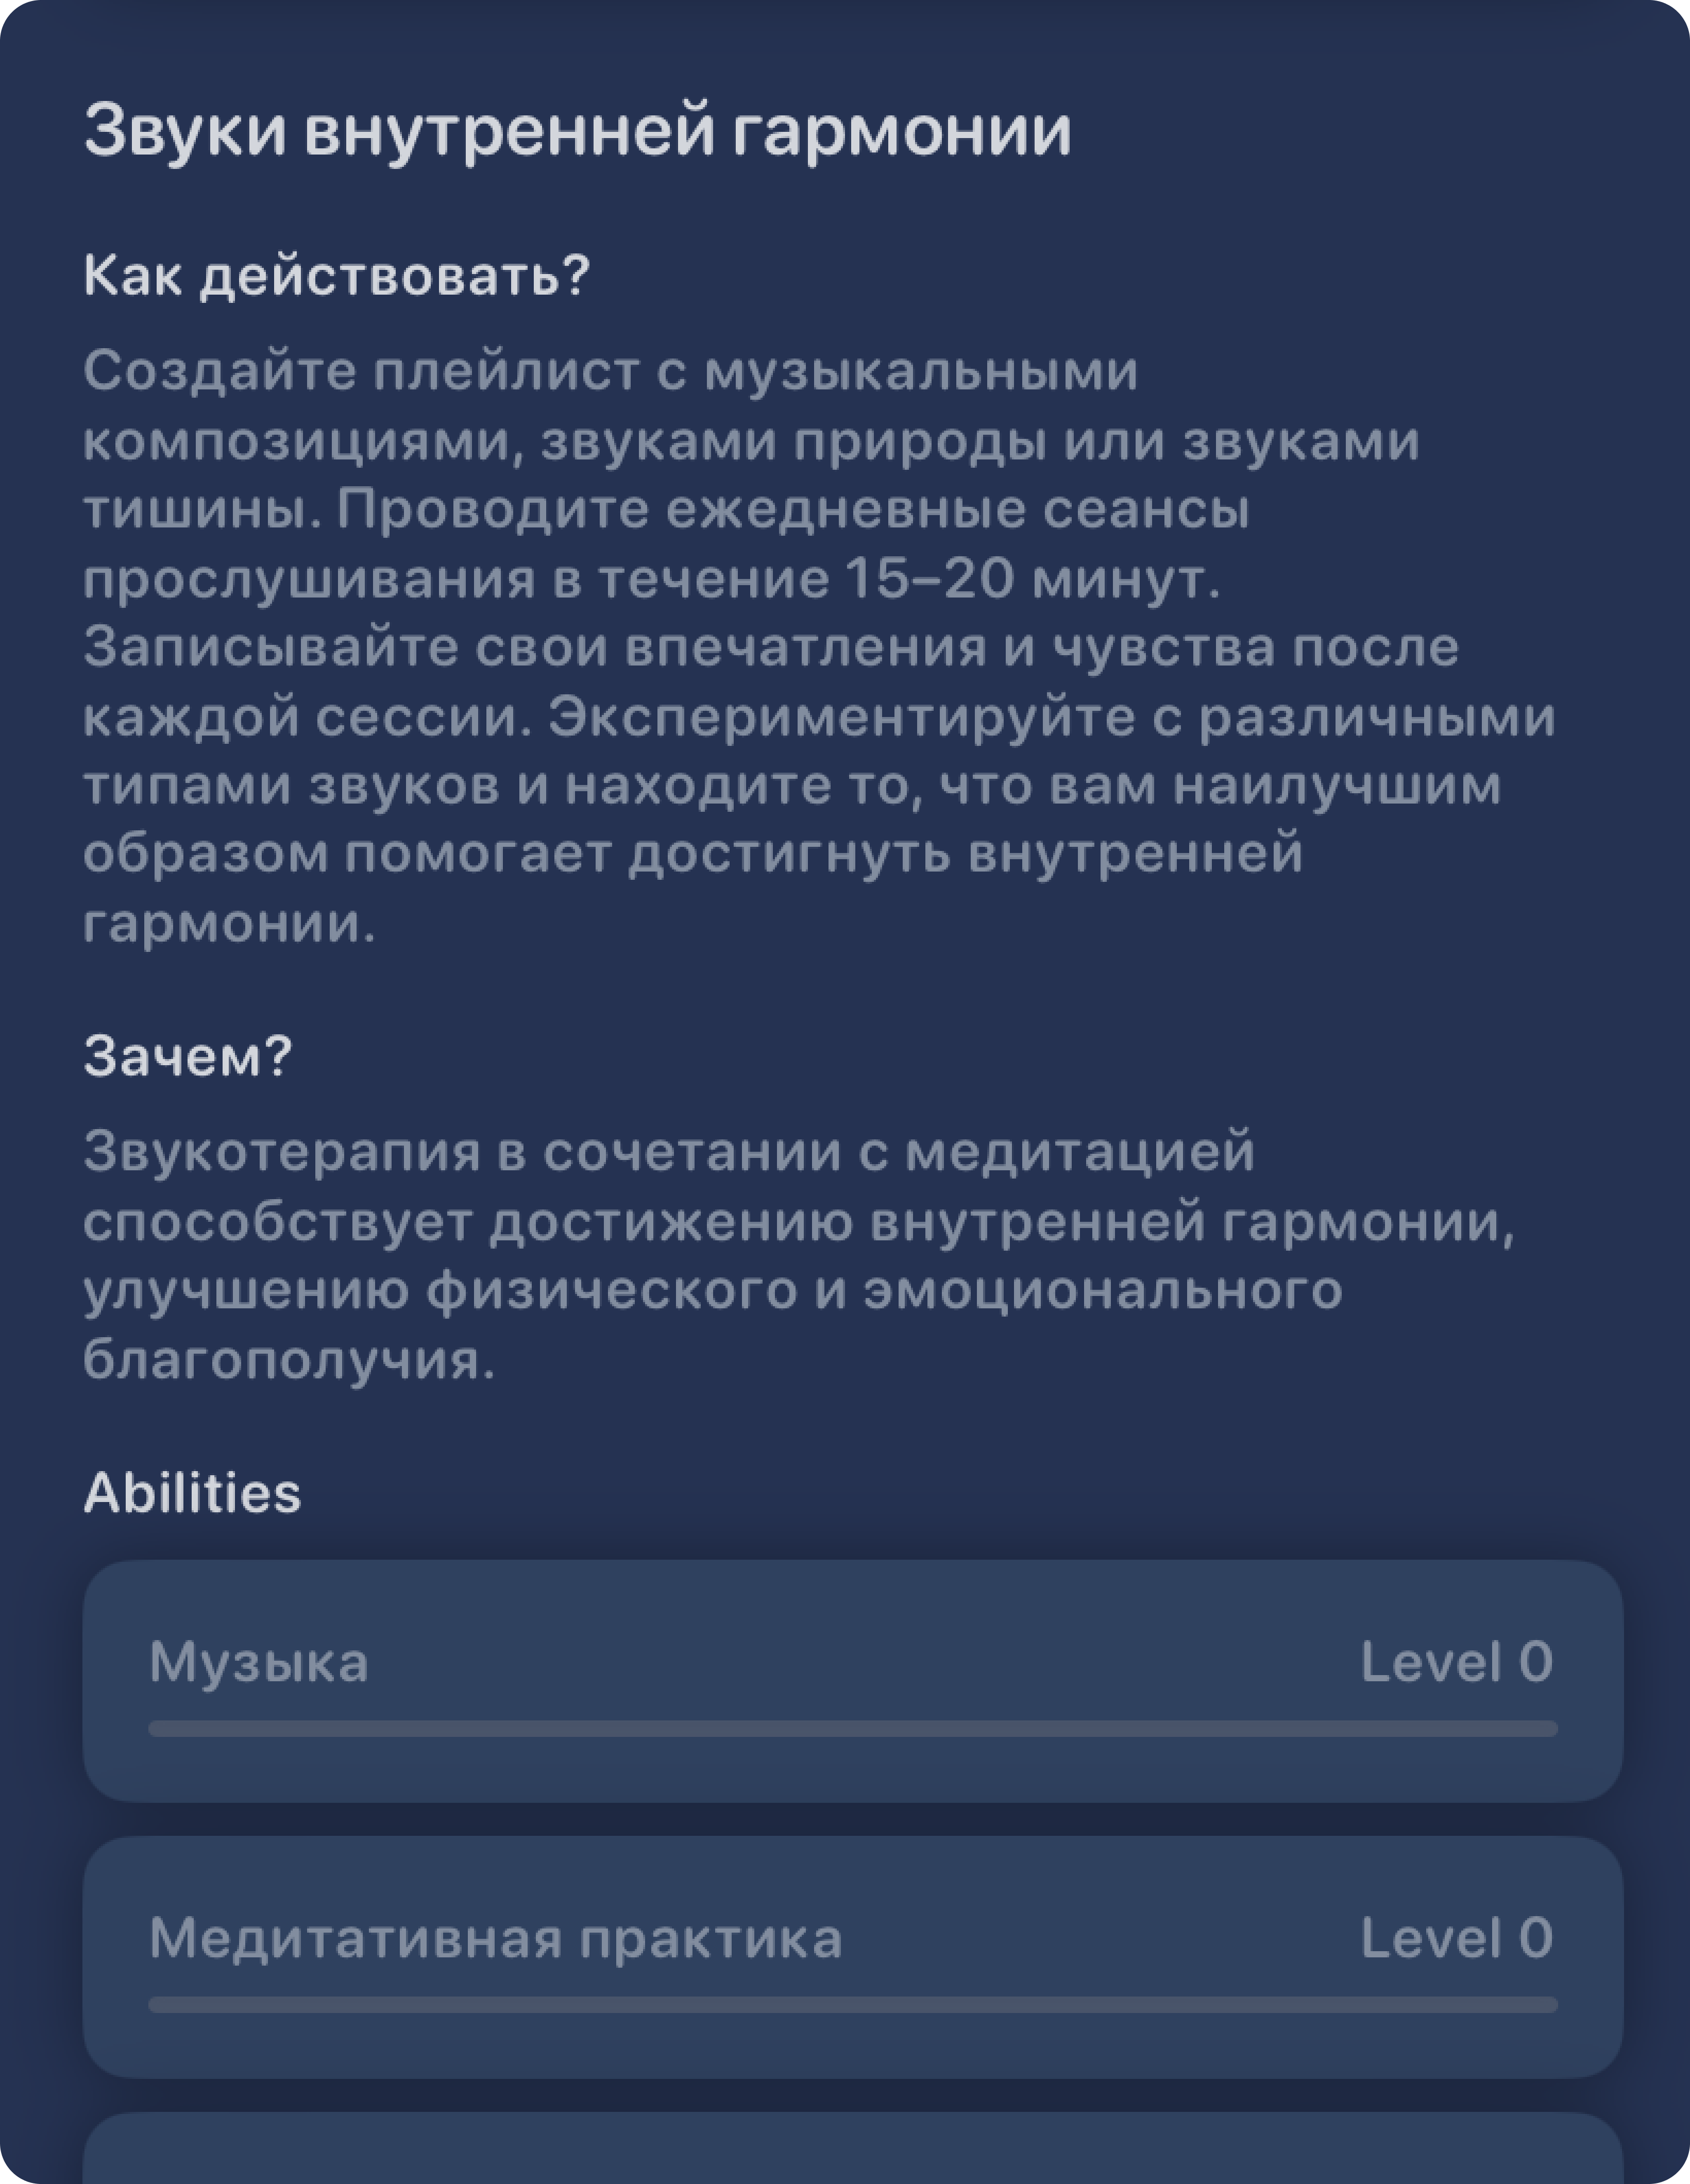 Звуки внутренней гармонии
Как действовать?
Создайте плейлист с музыкальными
композициями, звуками природы или звуками
тишины. Проводите ежедневные сеансы
прослушивания в течение 15–20 минут.
Записывайте свои впечатления и чувства после
каждой сессии. Экспериментируйте с различными
типами звуков и находите то, что вам наилучшим
образом помогает достигнуть внутренней
гармонии.
Зачем?
Звукотерапия в сочетании с медитацией
способствует достижению внутренней гармонии,
улучшению физического и эмоционального
благополучия.
Abilities
Музыка Level 0
Медитативная практика Level 0